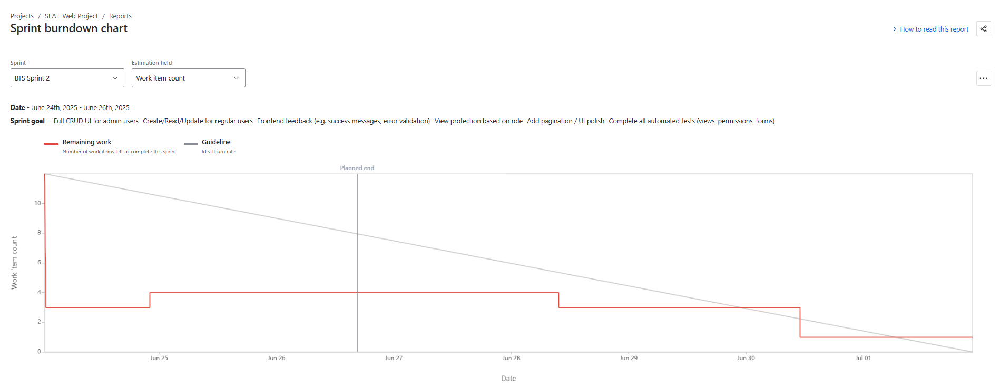 Projects / SEA - Web Project / Reports
Sprint burndown chart
How to read this report
Sprint
Estimation field
BTS Sprint 2
Work item count
Date - June 24th, 2025 - June 26th, 2025
Sprint goal - -Full CRUD UI for admin users -Create/Read/Update for regular users -Frontend feedback (e.g. success messages, error validation) -View protection based on role -Add pagination / UI polish -Complete all automated tests (views, permissions, forms)
Remaining work
Number of work items left to complete this sprint
Guideline
Ideal burn rate
Planned end
10
8
6
4
2
0
Work item count
Jun 25
Jun 26
Jun 27
Jun 28
Jun 29
Jun 30
Jul 01
Date